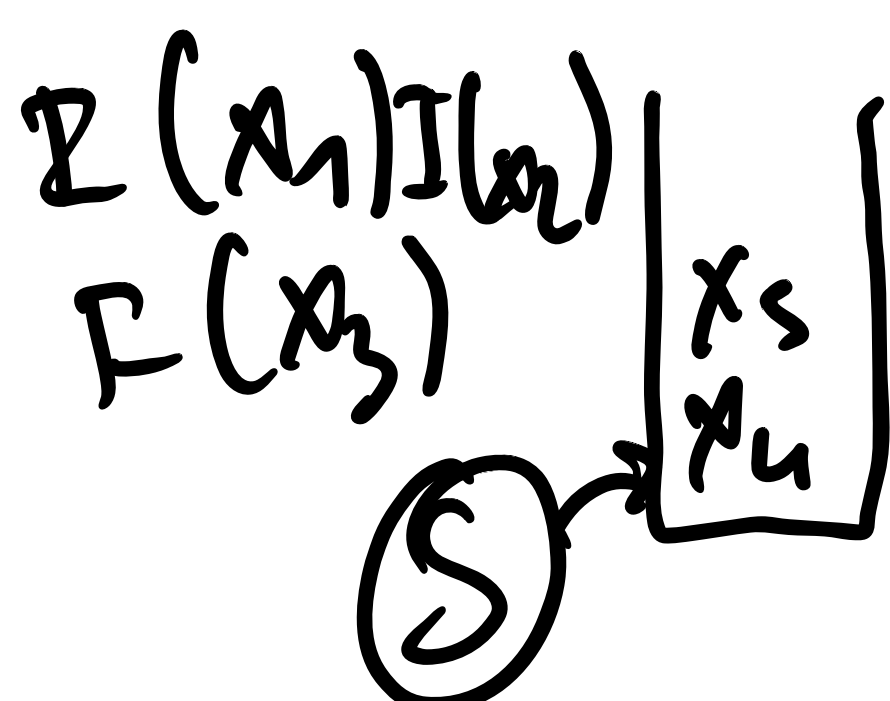 I(x₁)I(x₂)
F(x₃)
x₅
x₄
S